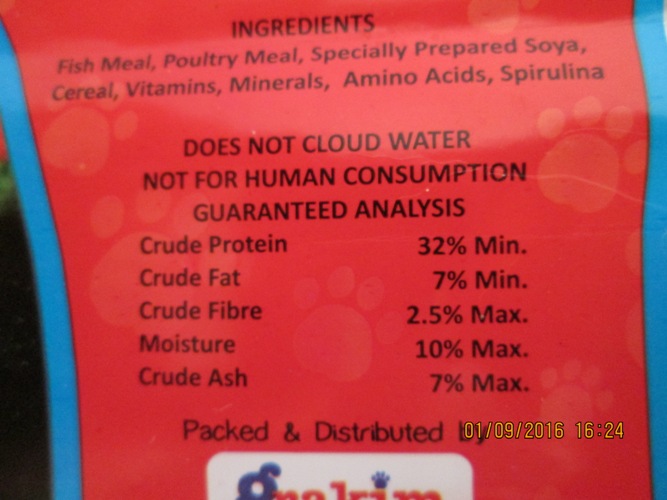 INGREDIENTS
Fish Meal, Poultry Meal, Specially Prepared Soya,
Cereal, Vitamins, Minerals, Amino Acids, Spirulina
DOES NOT CLOUD WATER
NOT FOR HUMAN CONSUMPTION
GUARANTEED ANALYSIS
Crude Protein 32% Min.
Crude Fat 7% Min.
Crude Fibre 2.5% Max.
Moisture 10% Max.
Crude Ash 7% Max.
Packed & Distributed by
01/09/2016 16:24